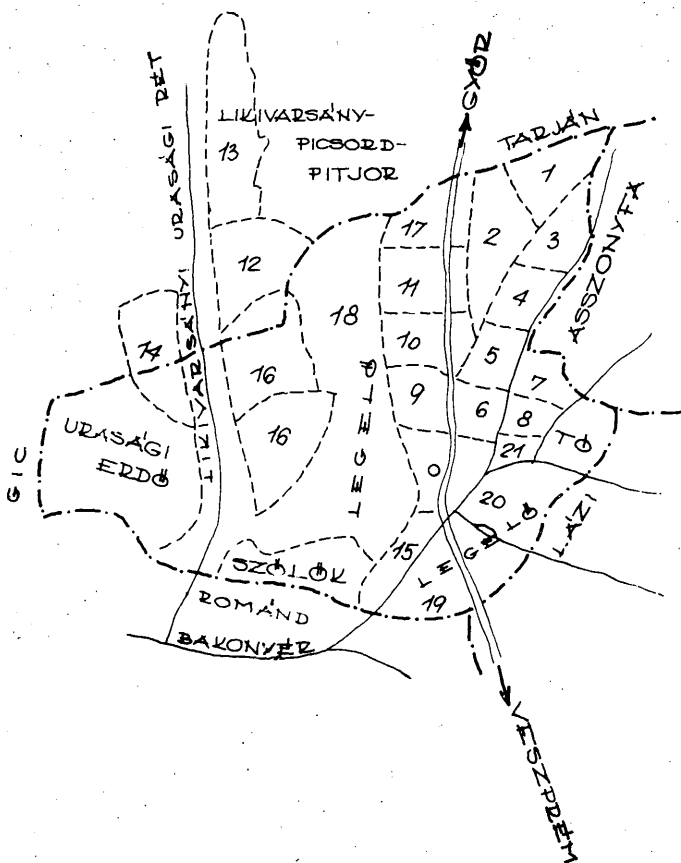 GYŐR
LIKIVARSÁNYI URASÁGI RÉT
LIKIVARSÁNY-
PICSORD-
PITJOR
TARJÁN
13
1
17
2
3
ASSZONYFA
12
11
4
18
14
10
5
16
7
9
6
8
16
URASÁGI
ERDŐ
21
TÓ
GIC
LEGELŐ
O
20
LÁZI
15
LEGELŐ
SZŐLŐK
19
ROMÁND
BAKONYÉR
VESZPRÉM